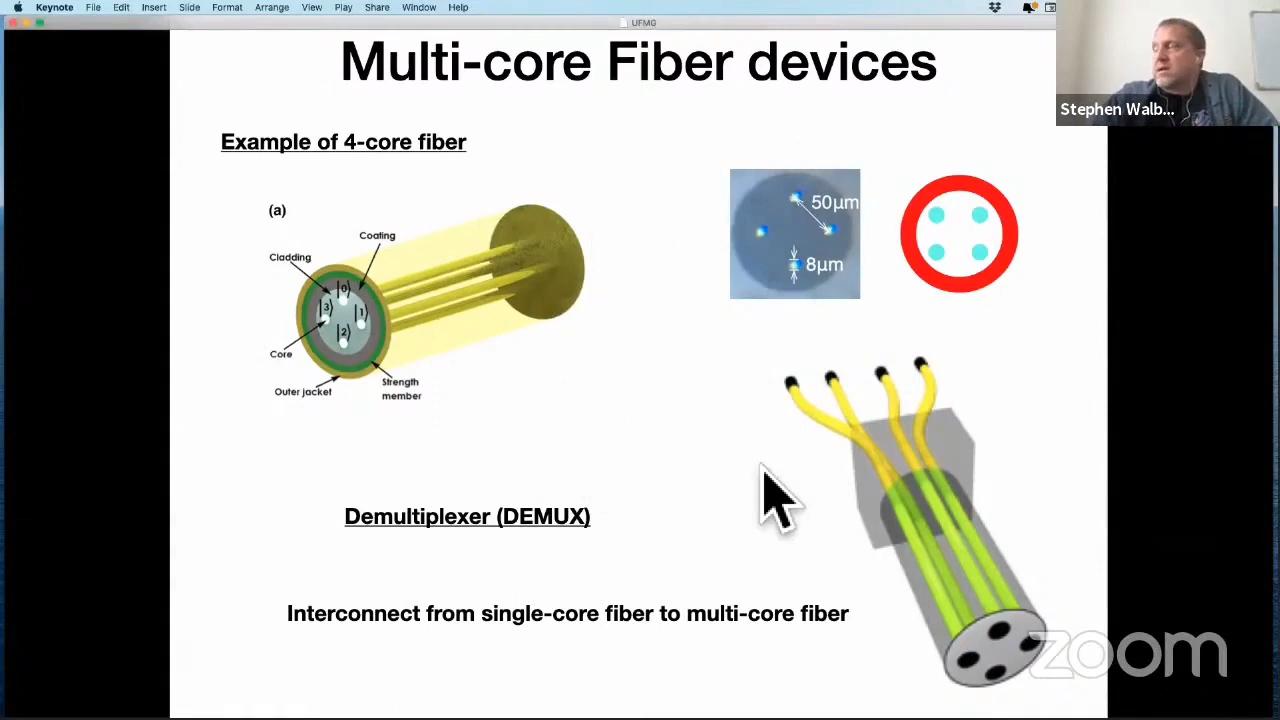 Keynote File Edit Insert Slide Format Arrange View Play Share Window Help
UFMG
Multi-core Fiber devices
Stephen Walb...
Example of 4-core fiber
(a)
Coating
Cladding
|0⟩
|3⟩
|1⟩
|2⟩
Core
Outer jacket
Strength
member
50μm
8μm
Demultiplexer (DEMUX)
Interconnect from single-core fiber to multi-core fiber
zoom